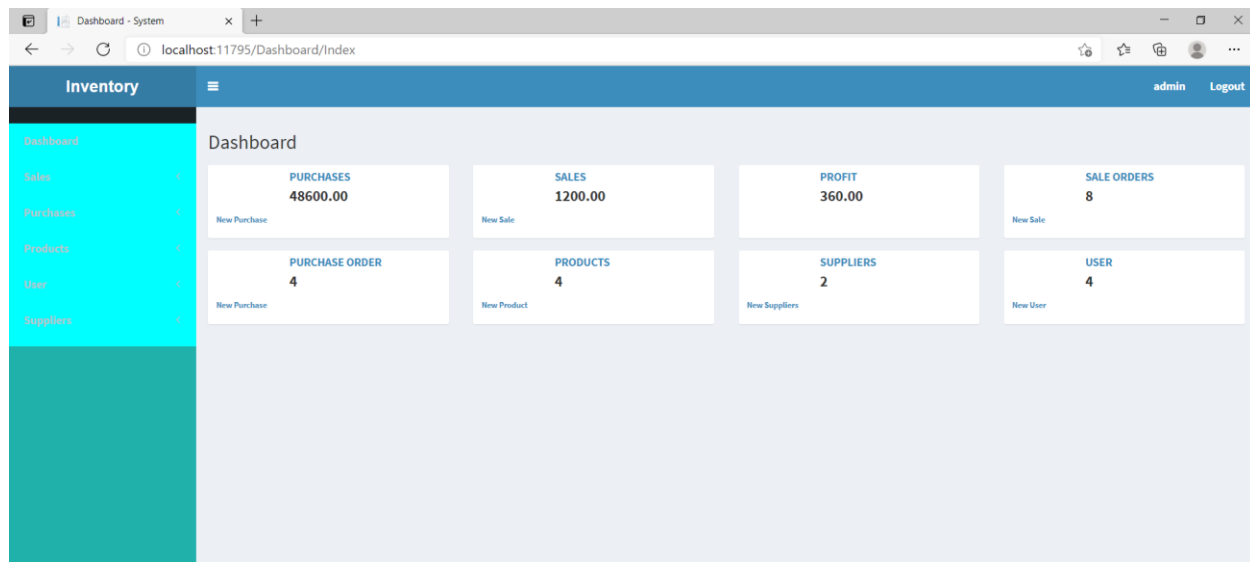 Dashboard - System
localhost:11795/Dashboard/Index
Inventory
admin Logout
Dashboard
Sales
Purchases
Products
User
Suppliers
Dashboard
PURCHASES
48600.00
New Purchase
SALES
1200.00
New Sale
PROFIT
360.00
SALE ORDERS
8
New Sale
PURCHASE ORDER
4
New Purchase
PRODUCTS
4
New Product
SUPPLIERS
2
New Suppliers
USER
4
New User